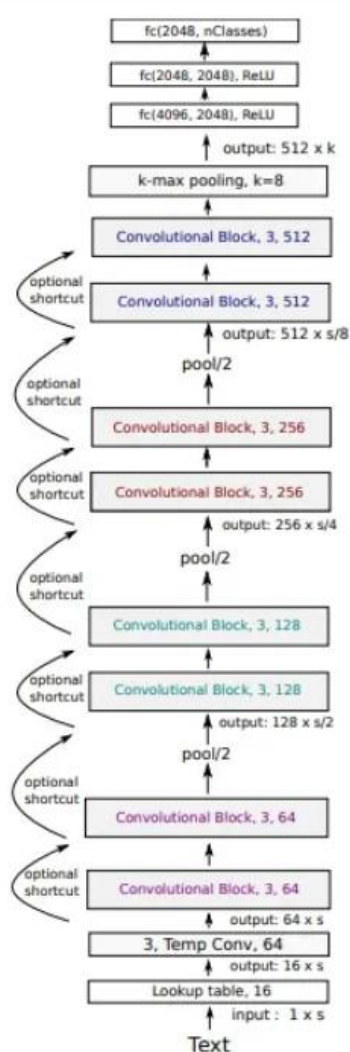 fc(2048, nClasses)
fc(2048, 2048), ReLU
fc(4096, 2048), ReLU
output: 512 x k
k-max pooling, k=8
Convolutional Block, 3, 512
optional
shortcut
Convolutional Block, 3, 512
output: 512 x s/8
pool/2
optional
shortcut
Convolutional Block, 3, 256
optional
shortcut
Convolutional Block, 3, 256
output: 256 x s/4
pool/2
optional
shortcut
Convolutional Block, 3, 128
optional
shortcut
Convolutional Block, 3, 128
output: 128 x s/2
pool/2
optional
shortcut
Convolutional Block, 3, 64
optional
shortcut
Convolutional Block, 3, 64
output: 64 x s
3, Temp Conv, 64
output: 16 x s
Lookup table, 16
input : 1 x s
Text